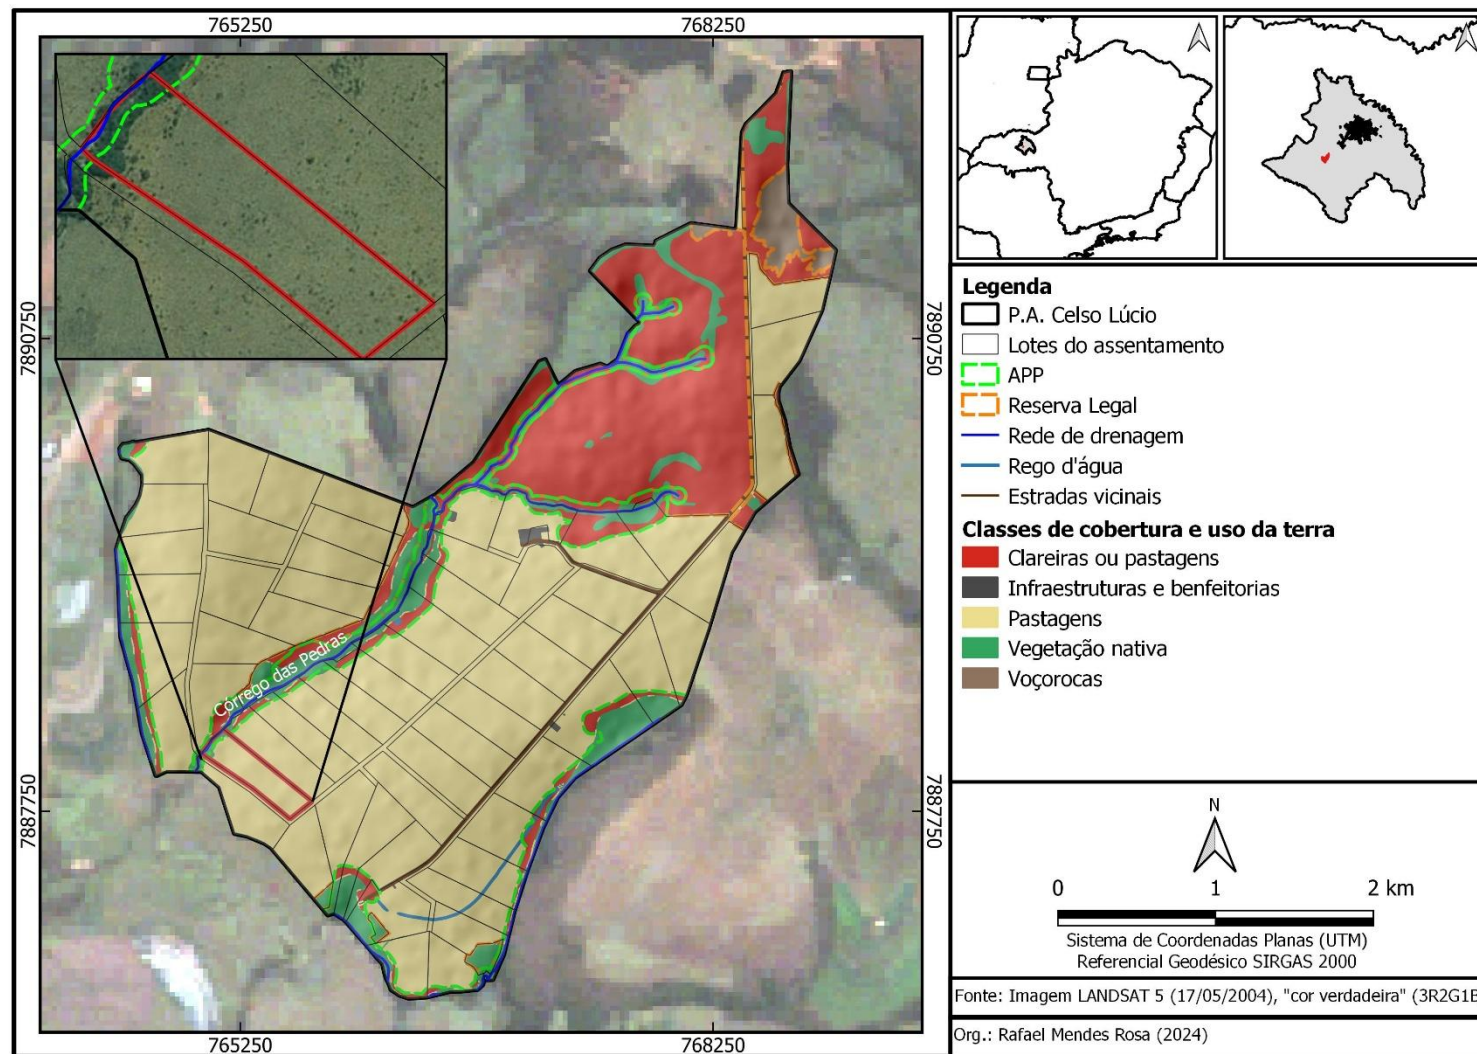 765250
768250
7890750
7890750
Córrego das Pedras
7887750
7887750
765250
768250
Legenda
P.A. Celso Lúcio
Lotes do assentamento
APP
Reserva Legal
Rede de drenagem
Rego d'água
Estradas vicinais
Classes de cobertura e uso da terra
Clareiras ou pastagens
Infraestruturas e benfeitorias
Pastagens
Vegetação nativa
Voçorocas
N
0 1 2 km
Sistema de Coordenadas Planas (UTM)
Referencial Geodésico SIRGAS 2000
Fonte: Imagem LANDSAT 5 (17/05/2004), "cor verdadeira" (3R2G1B
Org.: Rafael Mendes Rosa (2024)